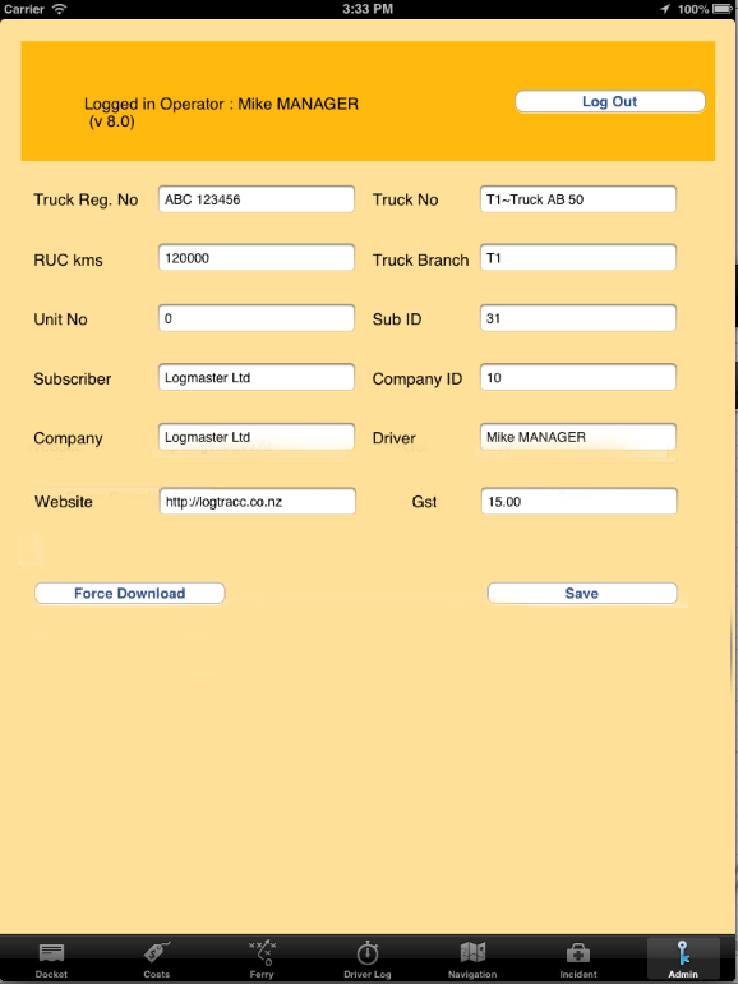 Carrier 3:33 PM 100%
Logged in Operator : Mike MANAGER
(v 8.0)
Log Out
Truck Reg. No ABC 123456 Truck No T1~Truck AB 50
RUC kms 120000 Truck Branch T1
Unit No 0 Sub ID 31
Subscriber Logmaster Ltd Company ID 10
Company Logmaster Ltd Driver Mike MANAGER
Website http://logtracc.co.nz Gst 15.00
Force Download Save
Docket Costs Ferry Driver Log Navigation Incident Admin